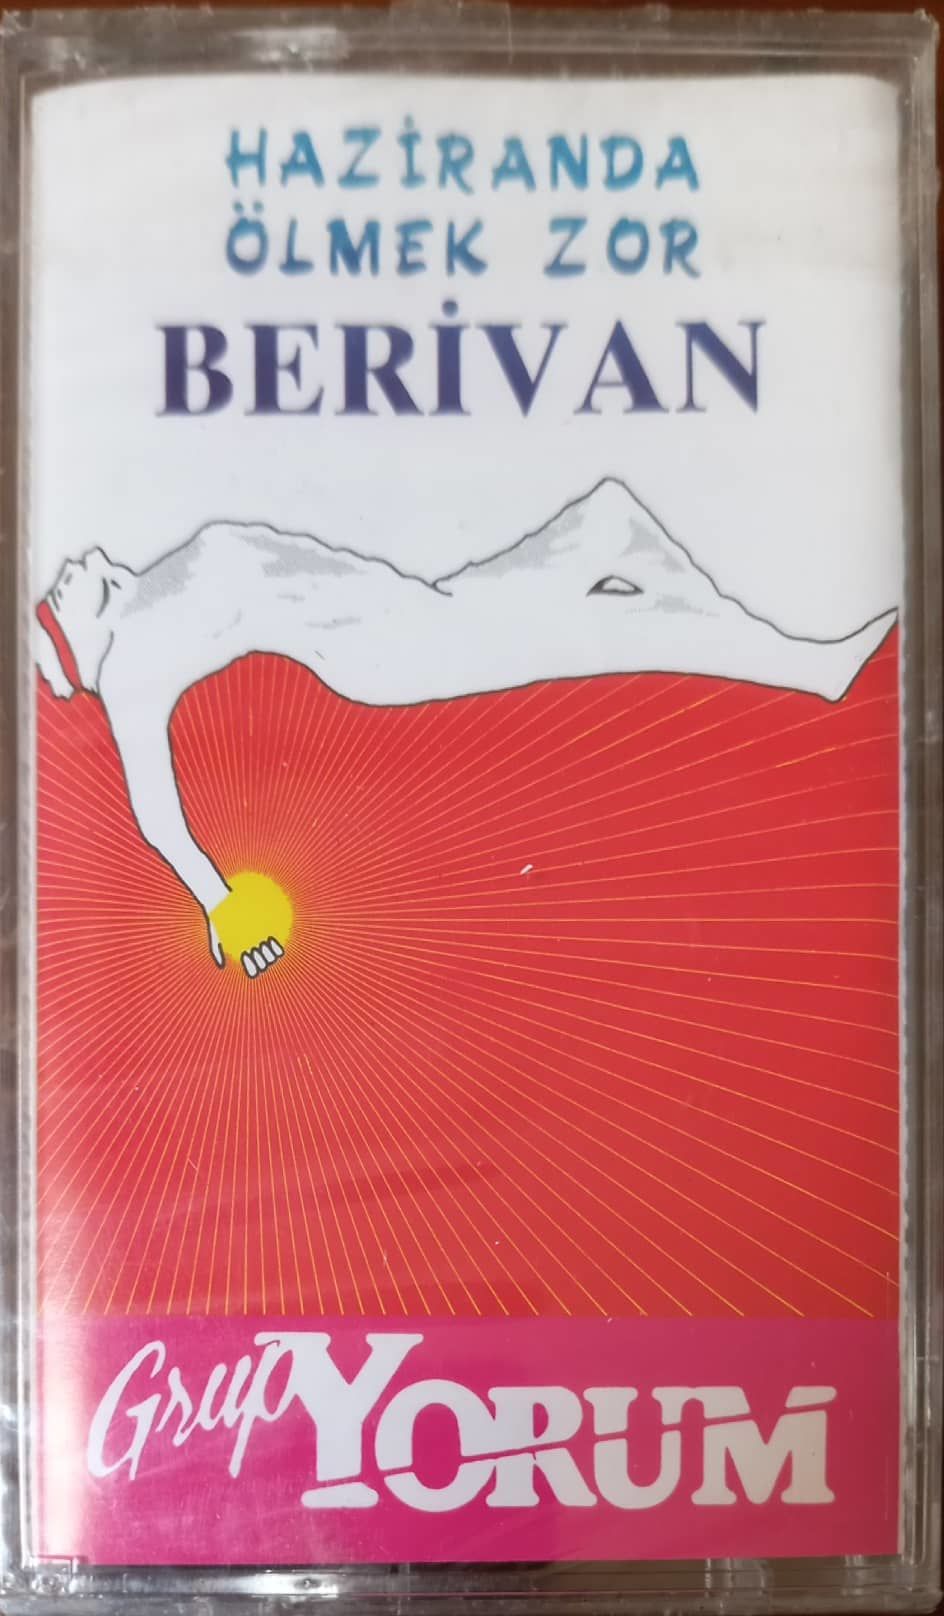 HAZİRANDA
ÖLMEK ZOR
BERİVAN
Grup YORUM